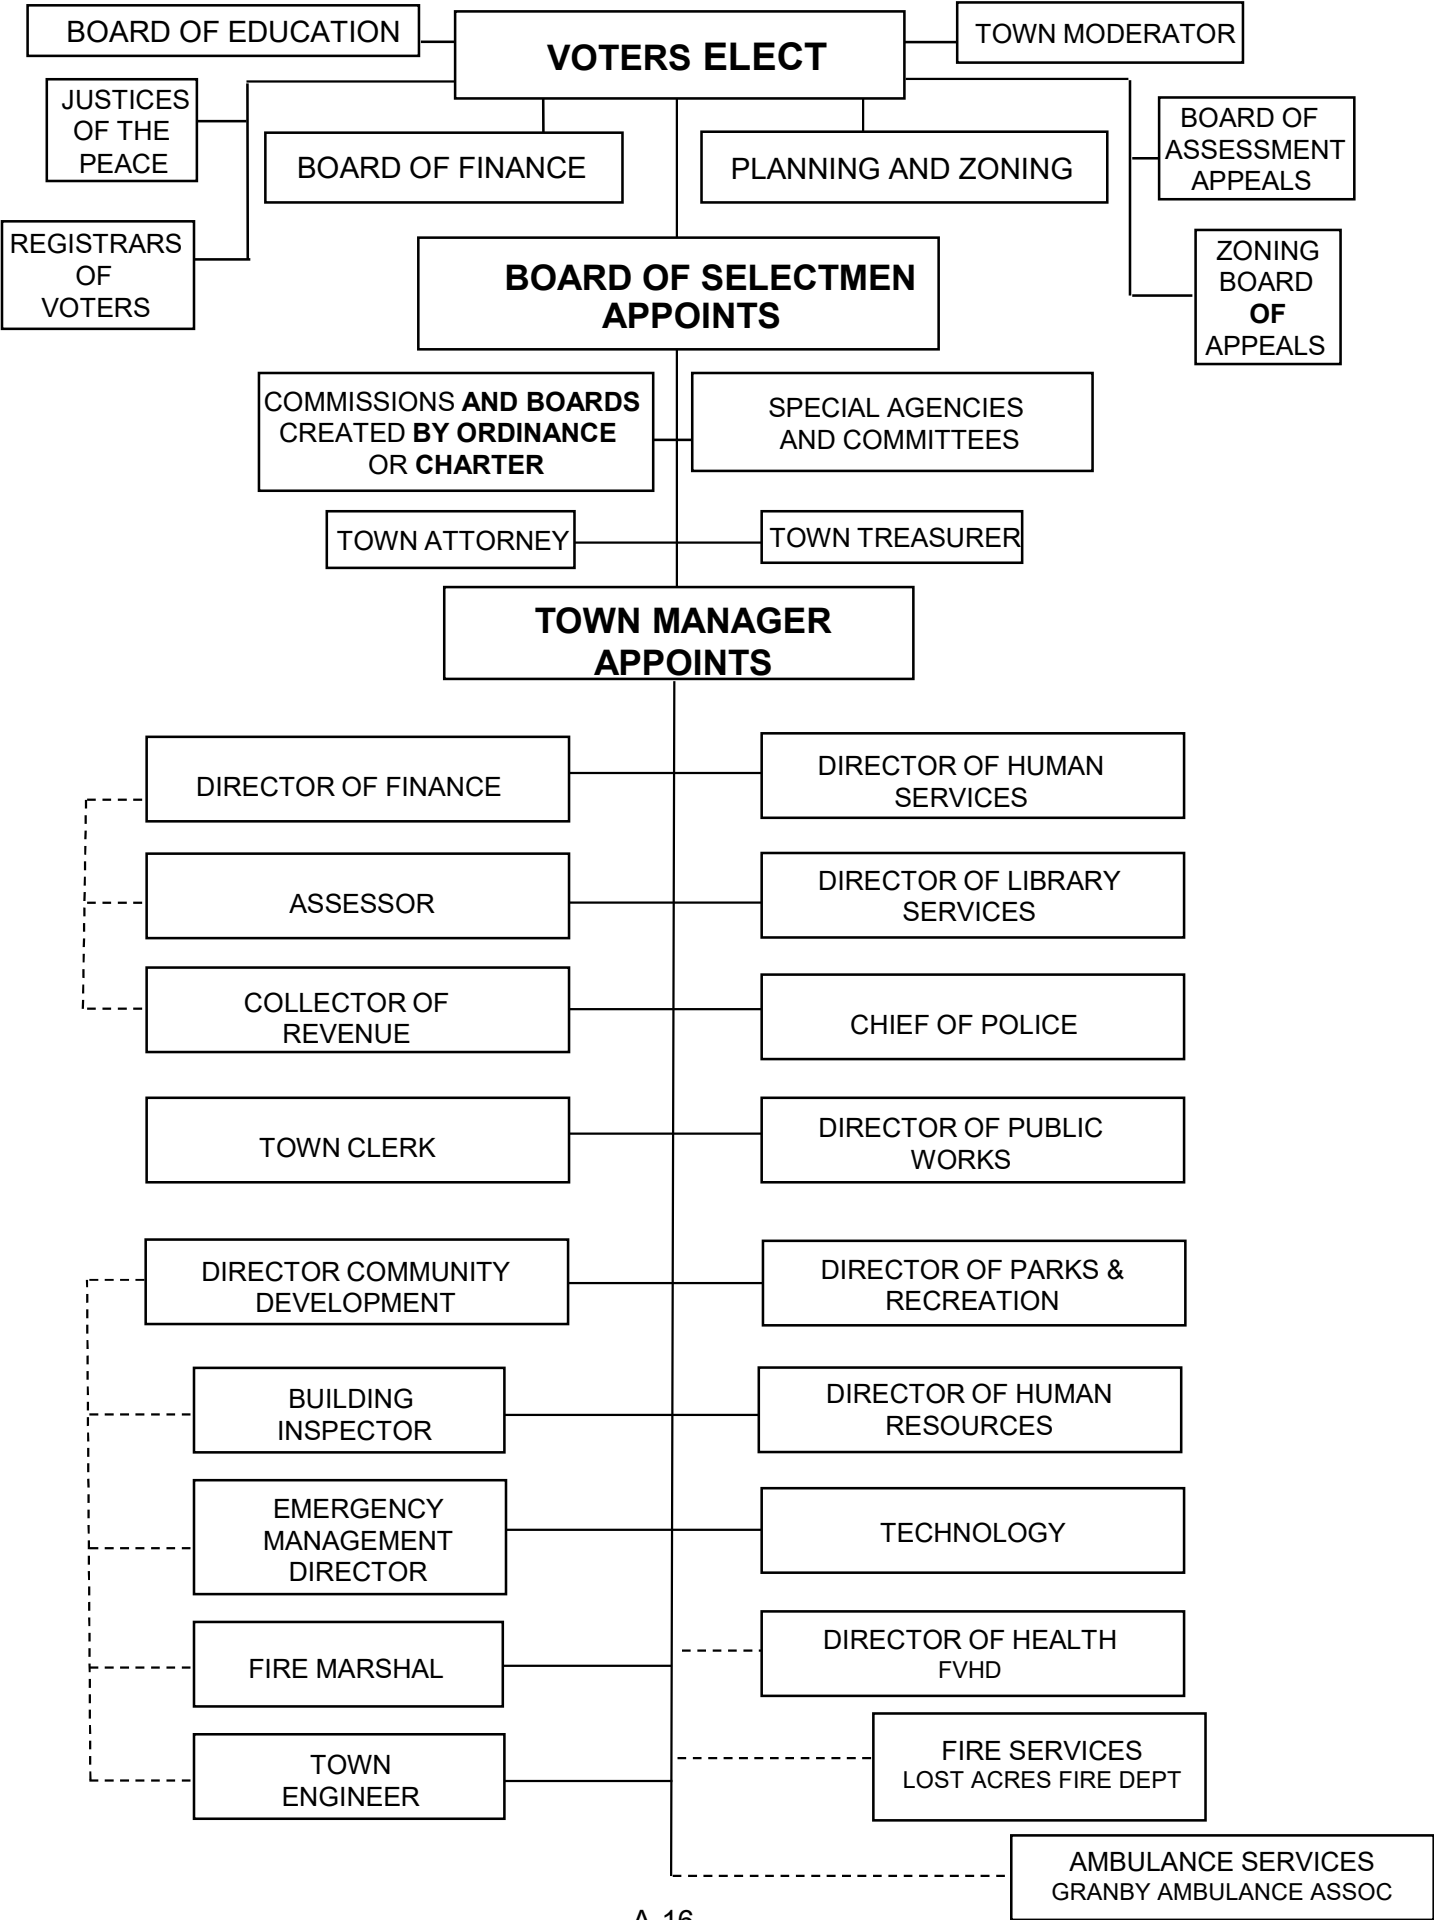 BOARD OF EDUCATION
VOTERS ELECT
TOWN MODERATOR
JUSTICES
OF THE
PEACE
BOARD OF FINANCE
PLANNING AND ZONING
BOARD OF
ASSESSMENT
APPEALS
REGISTRARS
OF
VOTERS
BOARD OF SELECTMEN
APPOINTS
ZONING
BOARD
OF
APPEALS
COMMISSIONS AND BOARDS
CREATED BY ORDINANCE
OR CHARTER
SPECIAL AGENCIES
AND COMMITTEES
TOWN ATTORNEY
TOWN TREASURER
TOWN MANAGER
APPOINTS
DIRECTOR OF FINANCE
DIRECTOR OF HUMAN
SERVICES
ASSESSOR
DIRECTOR OF LIBRARY
SERVICES
COLLECTOR OF
REVENUE
CHIEF OF POLICE
TOWN CLERK
DIRECTOR OF PUBLIC
WORKS
DIRECTOR COMMUNITY
DEVELOPMENT
DIRECTOR OF PARKS &
RECREATION
BUILDING
INSPECTOR
DIRECTOR OF HUMAN
RESOURCES
EMERGENCY
MANAGEMENT
DIRECTOR
TECHNOLOGY
FIRE MARSHAL
DIRECTOR OF HEALTH
FVHD
TOWN
ENGINEER
FIRE SERVICES
LOST ACRES FIRE DEPT
AMBULANCE SERVICES
GRANBY AMBULANCE ASSOC
A-16